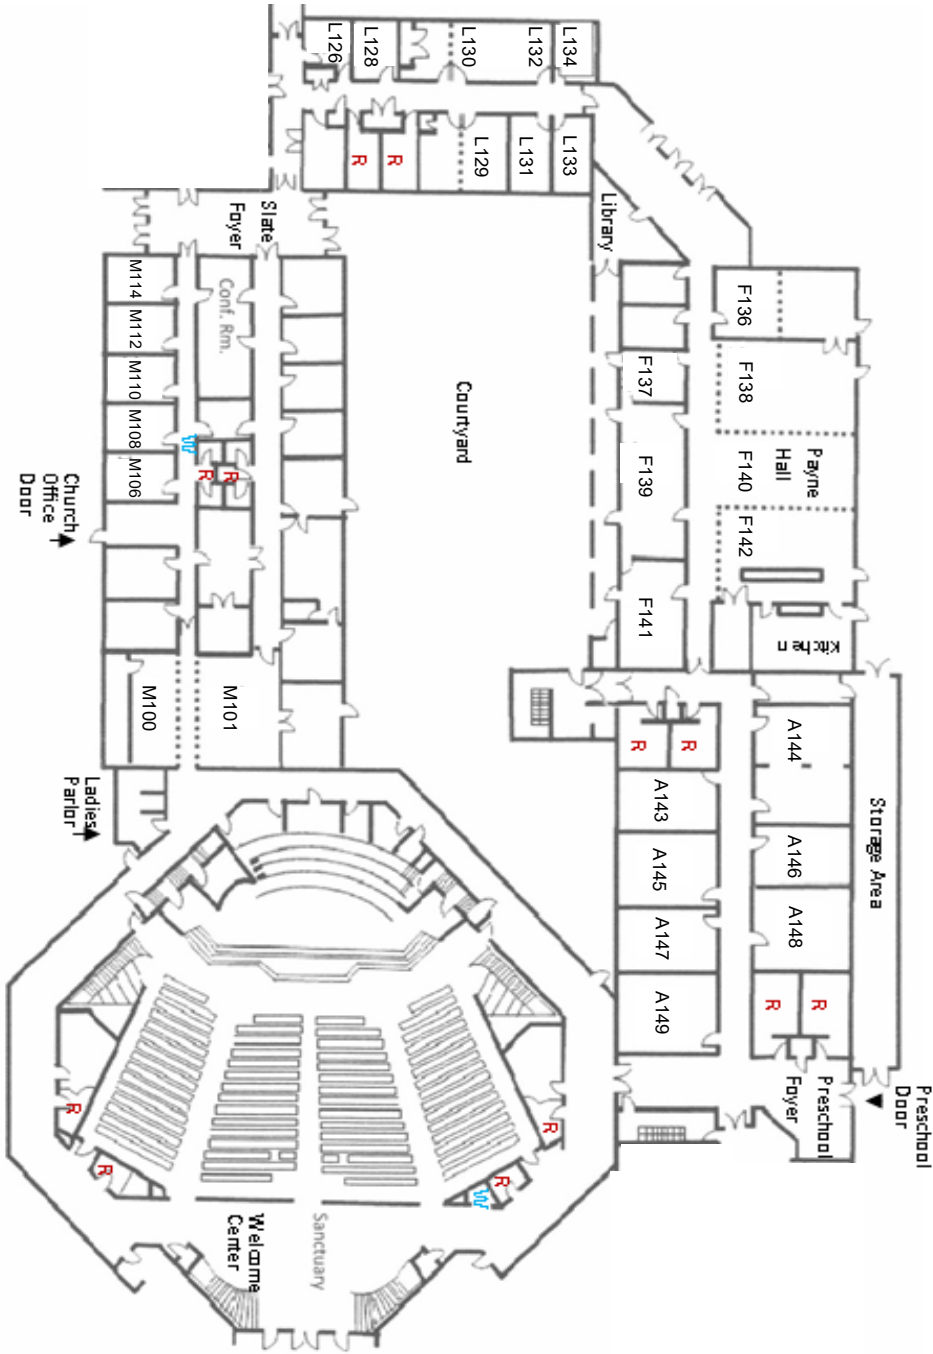 L126
L128
L130
L132
L134
R
R
L129
L131
L133
Slate
Foyer
Library
M114
M112
M110
M108
M106
Conf. Rm.
W
R
R
Church
Office
Door
Courtyard
F136
F138
F140
F142
Payne
Hall
F137
F139
F141
Kitchen
M100
M101
Ladies
Parlor
R
R
A143
A145
A147
A149
A144
A146
A148
R
R
Storage Area
Preschool
Foyer
Preschool
Door
R
R
R
R
W
Welcome
Center
Sanctuary